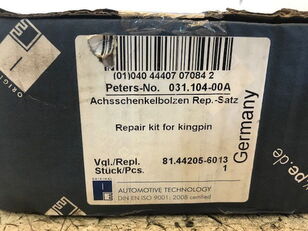 (01)040 44407 07084 2
Peters-No. 031.104-00A
Achsschenkelbolzen Rep.-Satz
Repair kit for kingpin
Vgl./Repl. 81.44205-6013
Stück/Pcs. 1
Germany
ORIGINAL
AUTOMOTIVE TECHNOLOGY
DIN EN ISO 9001: 2008 certified